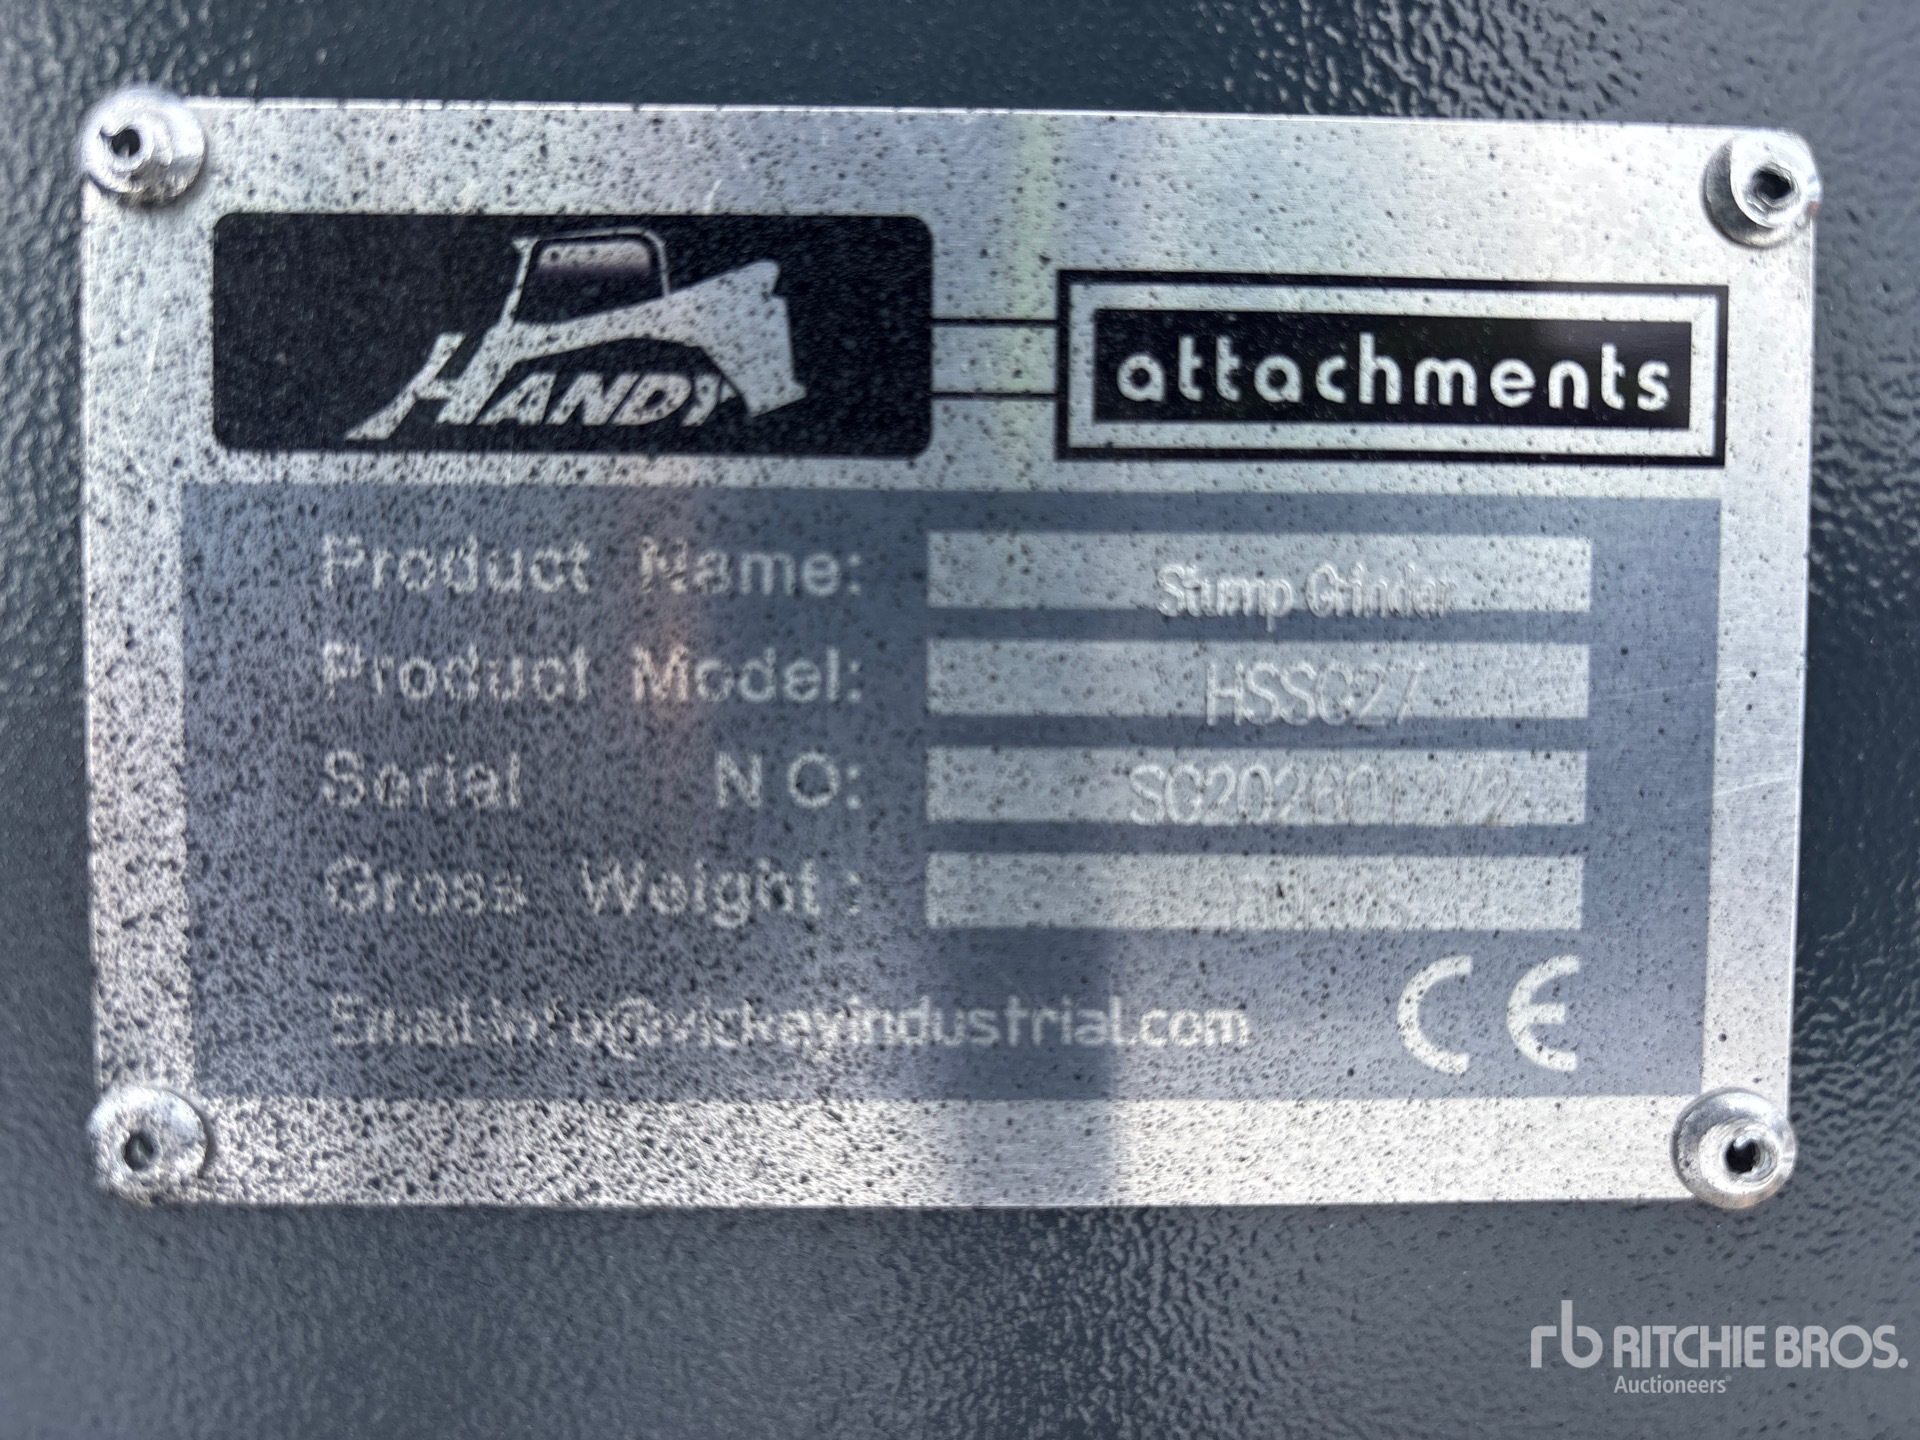 HANDY
attachments
Product Name: Stump Grinder
Product Model: HSSG27
Serial NO:
Gross Weight:
Email:info@vickeyindustrial.com
CE
rb RITCHIE BROS.
Auctioneers